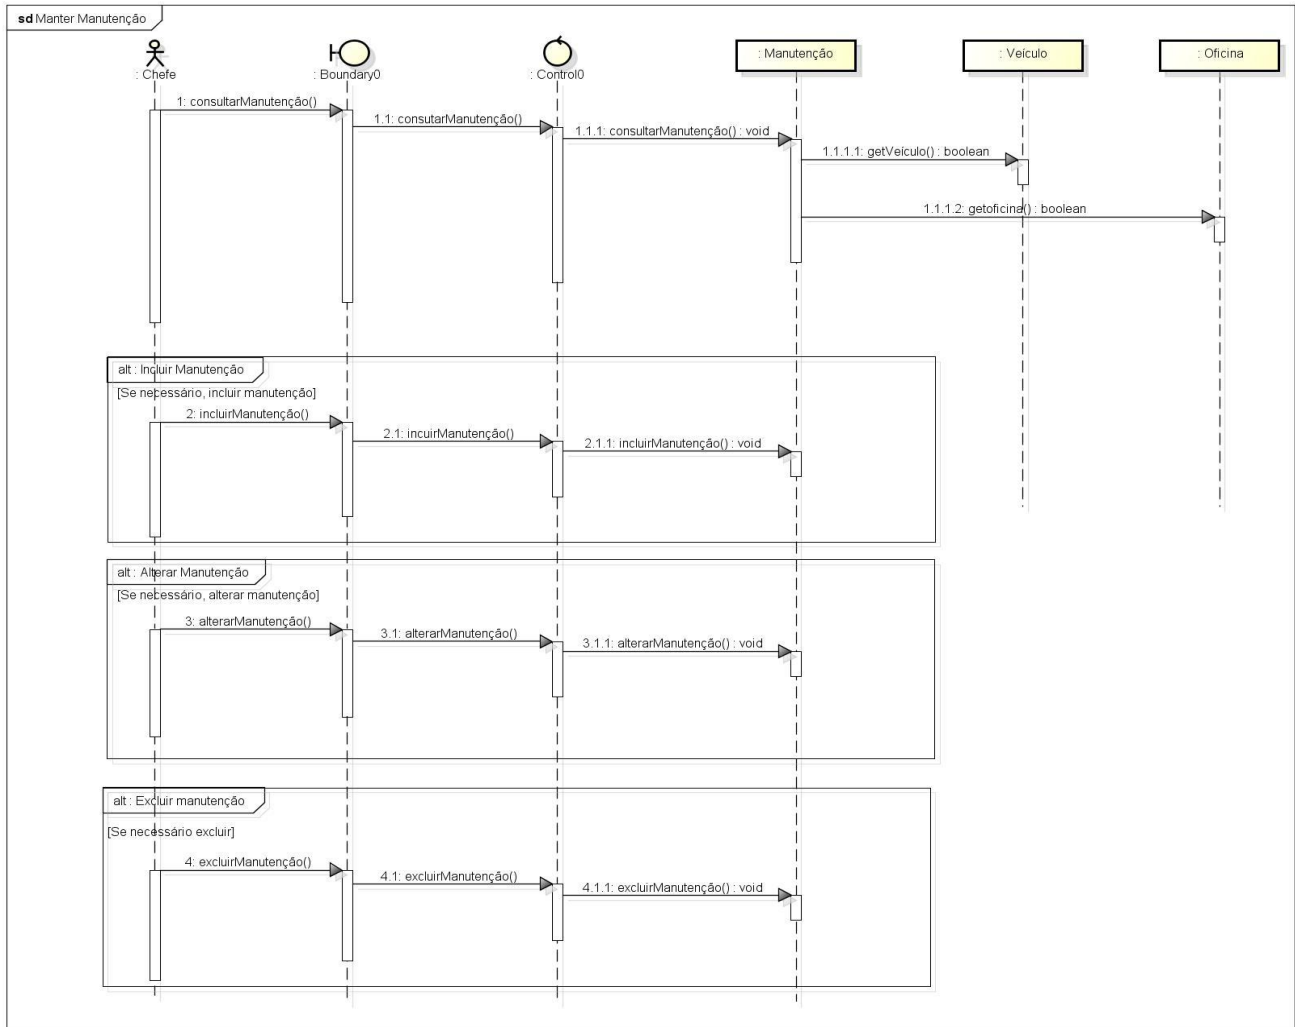 sd Manter Manutenção
: Chefe
: Boundary0
: Control0
: Manutenção
: Veículo
: Oficina
1: consultarManutenção()
1.1: consutarManutenção()
1.1.1: consultarManutenção() : void
1.1.1.1: getVeículo() : boolean
1.1.1.2: getoficina() : boolean
alt : Incluir Manutenção
[Se necessário, incluir manutenção]
2: incluirManutenção()
2.1: incuirManutenção()
2.1.1: incluirManutenção() : void
alt : Alterar Manutenção
[Se necessário, alterar manutenção]
3: alterarManutenção()
3.1: alterarManutenção()
3.1.1: alterarManutenção() : void
alt : Excluir manutenção
[Se necessário excluir]
4: excluirManutenção()
4.1: excluirManutenção()
4.1.1: excluirManutenção() : void